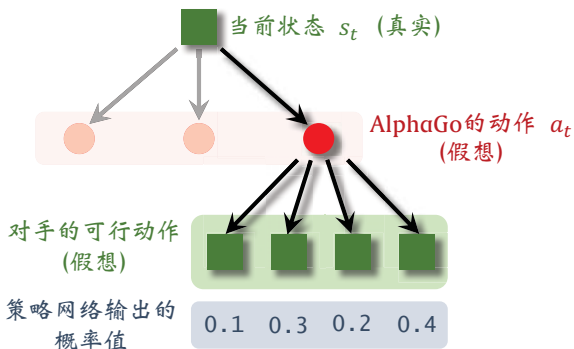 当前状态 s_t (真实)
AlphaGo的动作 a_t
(假想)
对手的可行动作
(假想)
策略网络输出的
概率值
0.1 0.3 0.2 0.4